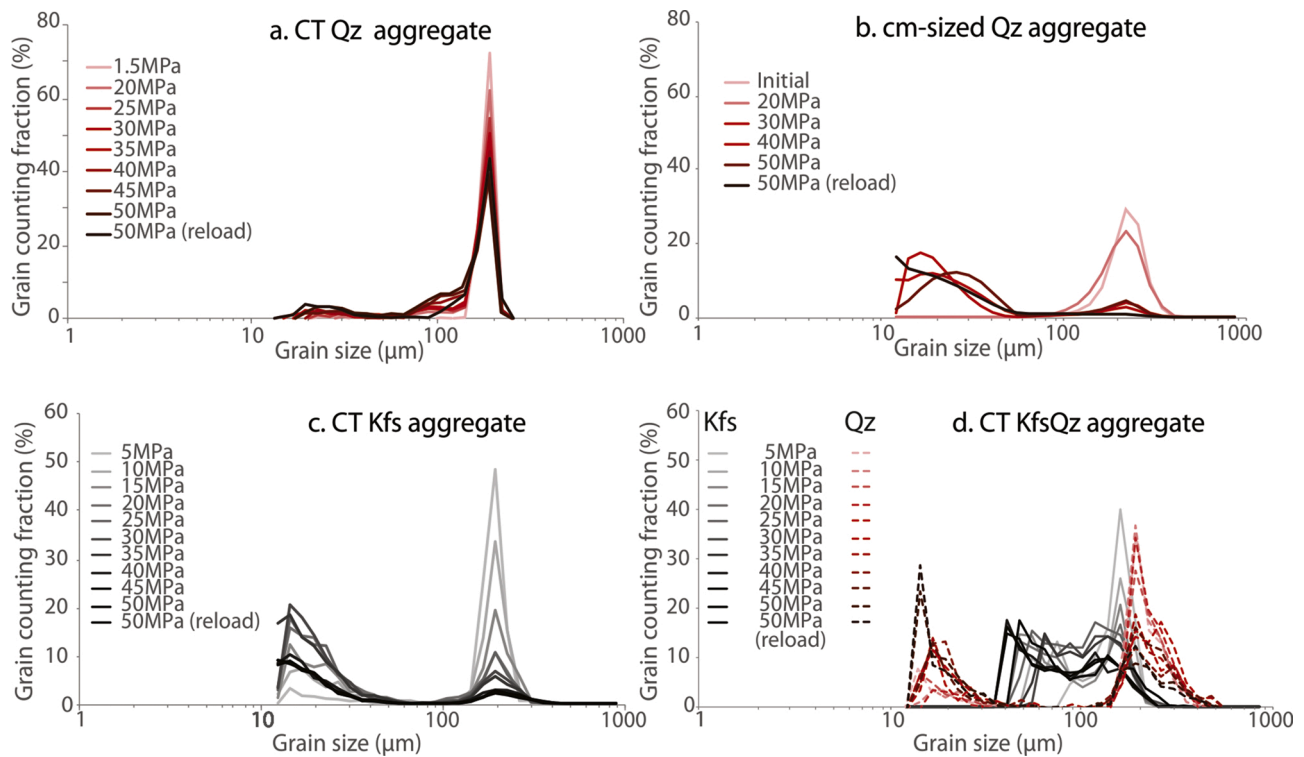 a. CT Qz aggregate
Grain counting fraction (%)
80
60
40
20
0
1.5MPa
20MPa
25MPa
30MPa
35MPa
40MPa
45MPa
50MPa
50MPa (reload)
1 10 100 1000
Grain size (μm)
b. cm-sized Qz aggregate
Grain counting fraction (%)
80
60
40
20
0
Initial
20MPa
30MPa
40MPa
50MPa
50MPa (reload)
1 10 100 1000
Grain size (μm)
c. CT Kfs aggregate
Grain counting fraction (%)
60
50
40
30
20
10
0
5MPa
10MPa
15MPa
20MPa
25MPa
30MPa
35MPa
40MPa
45MPa
50MPa
50MPa (reload)
1 10 100 1000
Grain size (μm)
Kfs Qz d. CT KfsQz aggregate
Grain counting fraction (%)
60
50
40
30
20
10
0
5MPa
10MPa
15MPa
20MPa
25MPa
30MPa
35MPa
40MPa
45MPa
50MPa
50MPa
(reload)
1 10 100 1000
Grain size (μm)